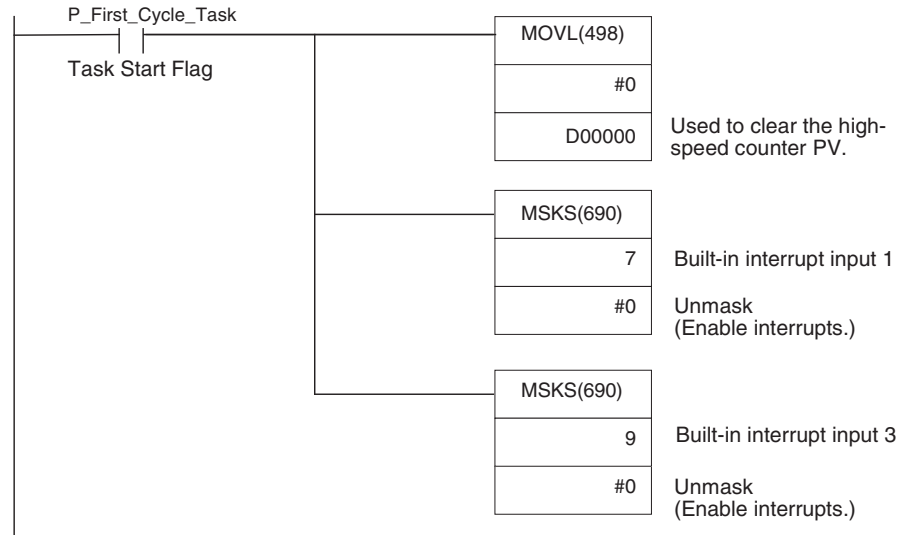 P_First_Cycle_Task
Task Start Flag
MOVL(498)
#0
D00000
Used to clear the high-
speed counter PV.
MSKS(690)
7
Built-in interrupt input 1
#0
Unmask
(Enable interrupts.)
MSKS(690)
9
Built-in interrupt input 3
#0
Unmask
(Enable interrupts.)